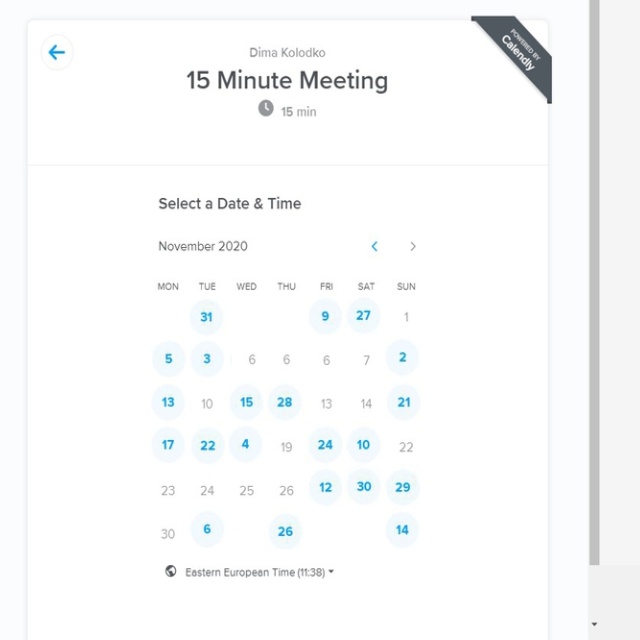 Dima Kolodko
15 Minute Meeting
15 min
POWERED BY
Calendly
Select a Date & Time
November 2020
MON TUE WED THU FRI SAT SUN
31 9 27 1
5 3 6 6 6 7 2
13 10 15 28 13 14 21
17 22 4 19 24 10 22
23 24 25 26 12 30 29
30 6 26 14
Eastern European Time (11:38)